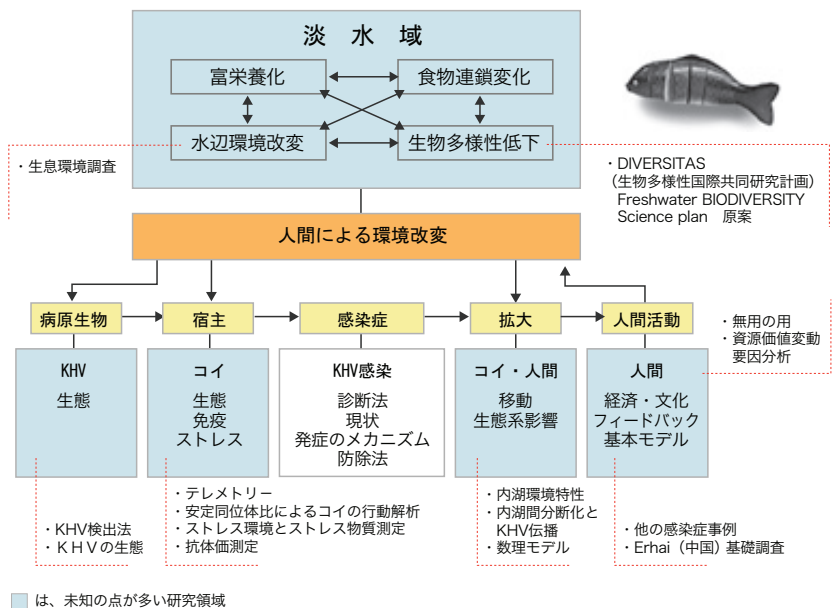 淡 水 域
富栄養化
食物連鎖変化
水辺環境改変
生物多様性低下
・生息環境調査
・DIVERSITAS
（生物多様性国際共同研究計画）
Freshwater BIODIVERSITY
Science plan 原案
人間による環境改変
病原生物
宿主
感染症
拡大
人間活動
・無用の用
・資源価値変動
要因分析
KHV
生態
コイ
生態
免疫
ストレス
KHV感染
診断法
現状
発症のメカニズム
防除法
コイ・人間
移動
生態系影響
人間
経済・文化
フィードバック
基本モデル
・KHV検出法
・ＫＨＶの生態
・テレメトリー
・安定同位体比によるコイの行動解析
・ストレス環境とストレス物質測定
・抗体価測定
・内湖環境特性
・内湖間分断化と
KHV伝播
・数理モデル
・他の感染症事例
・Erhai（中国）基礎調査
は、未知の点が多い研究領域